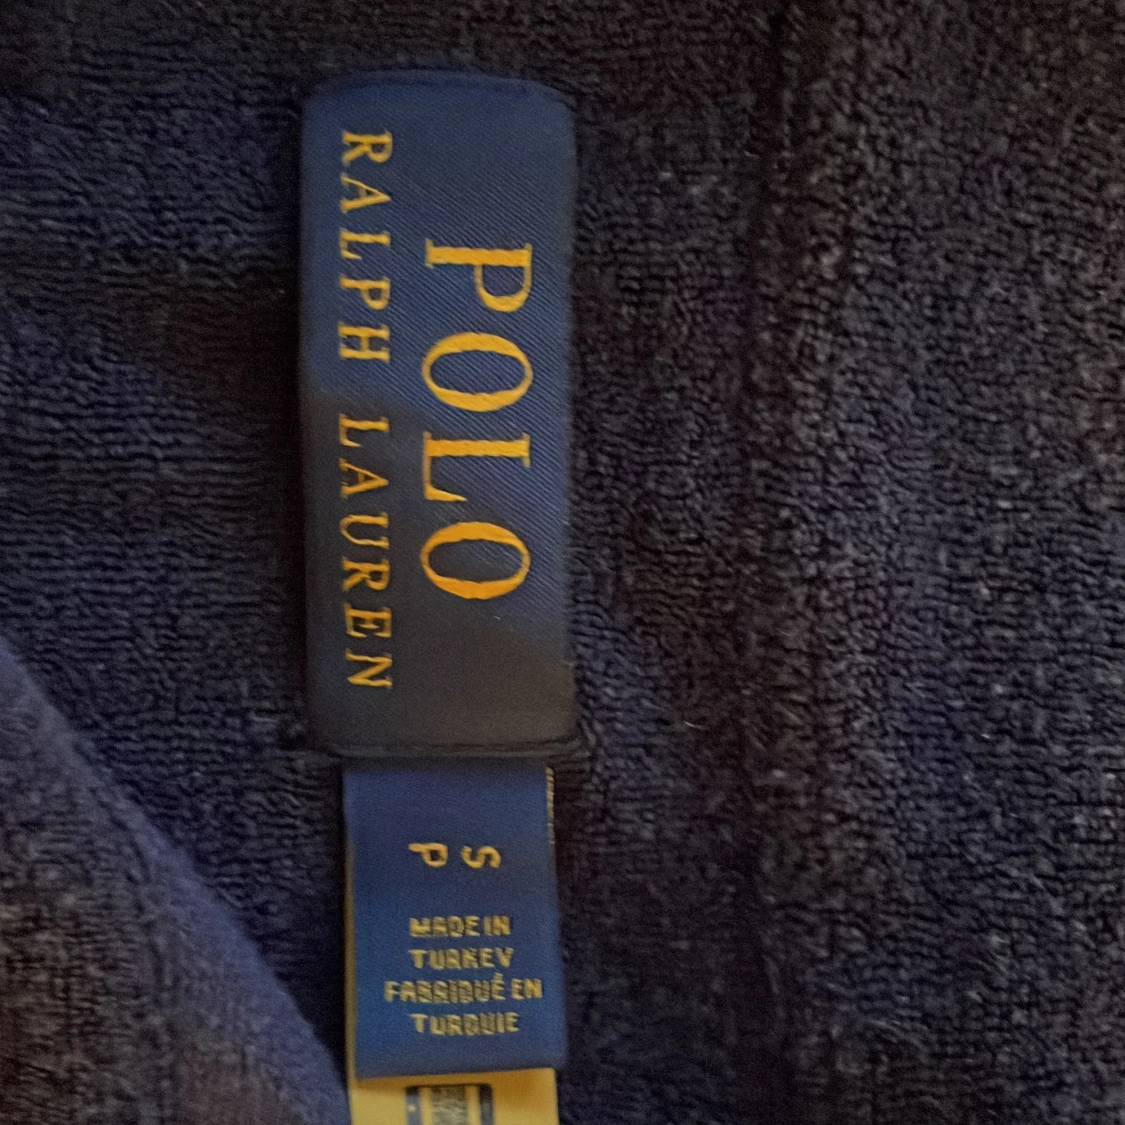 POLO
RALPH LAUREN
S
P
MADE IN
TURKEY
FABRIQUÉ EN
TURQUIE